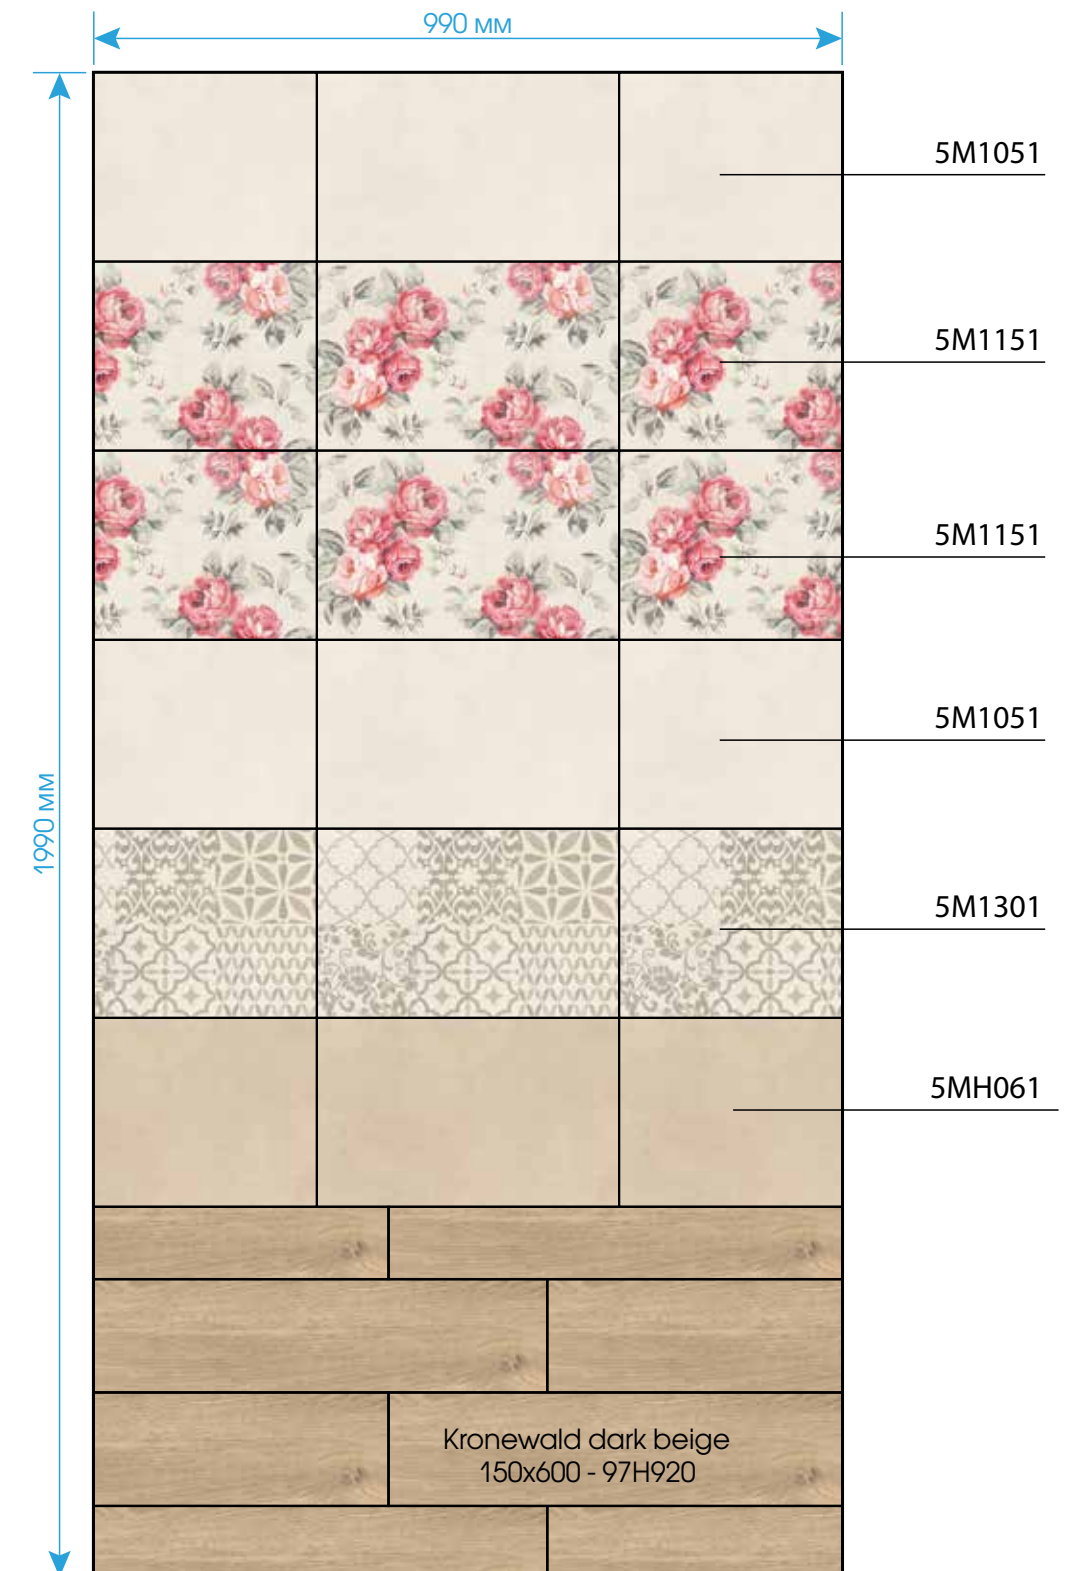 990 мм
5M1051
5M1151
5M1151
5M1051
1990 мм
5M1301
5MH061
Kronewald dark beige
150x600 - 97H920